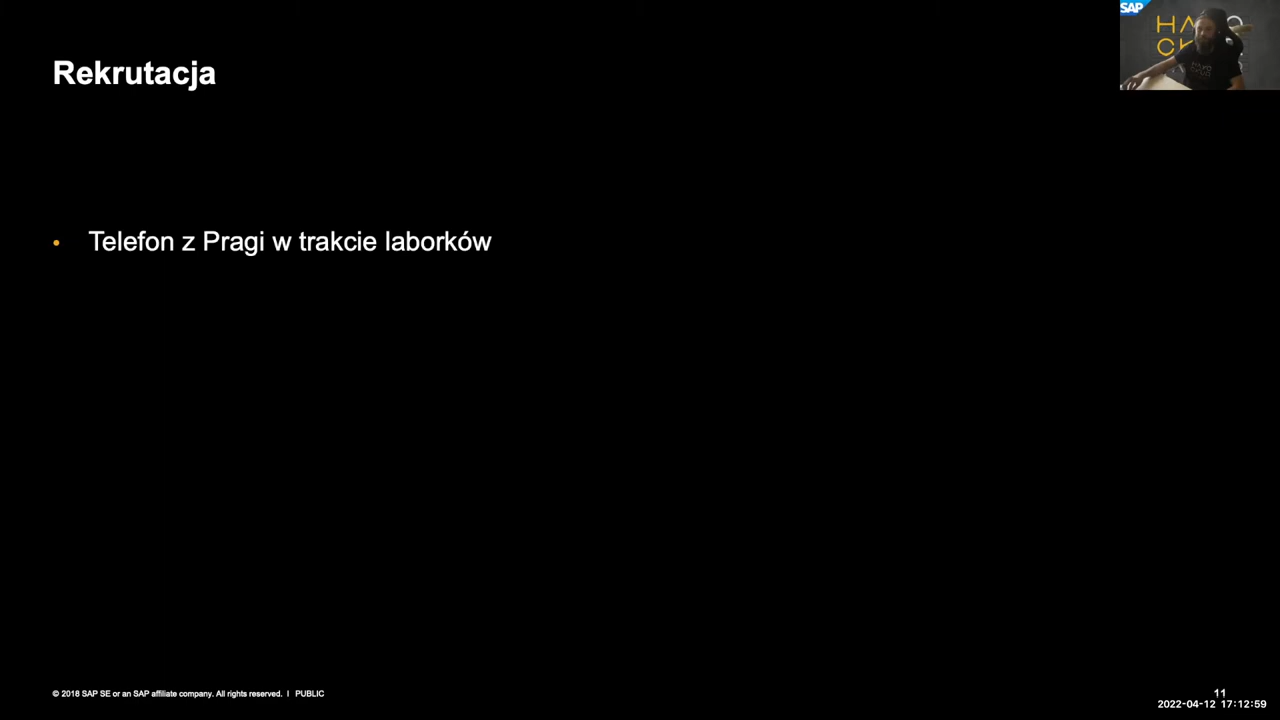 SAP
Rekrutacja
• Telefon z Pragi w trakcie laborków
© 2018 SAP SE or an SAP affiliate company. All rights reserved. I PUBLIC
11
2022-04-12 17:12:59